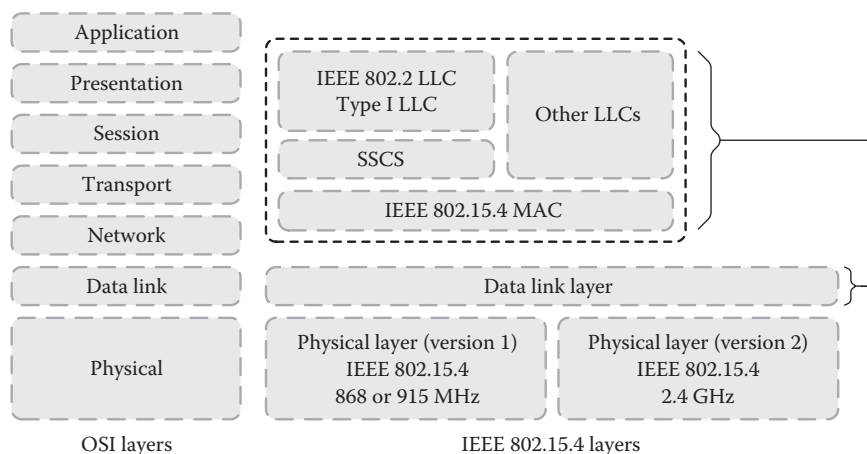 Application
Presentation
Session
Transport
Network
Data link
Physical
OSI layers
IEEE 802.2 LLC
Type I LLC
SSCS
Other LLCs
IEEE 802.15.4 MAC
Data link layer
Physical layer (version 1)
IEEE 802.15.4
868 or 915 MHz
Physical layer (version 2)
IEEE 802.15.4
2.4 GHz
IEEE 802.15.4 layers